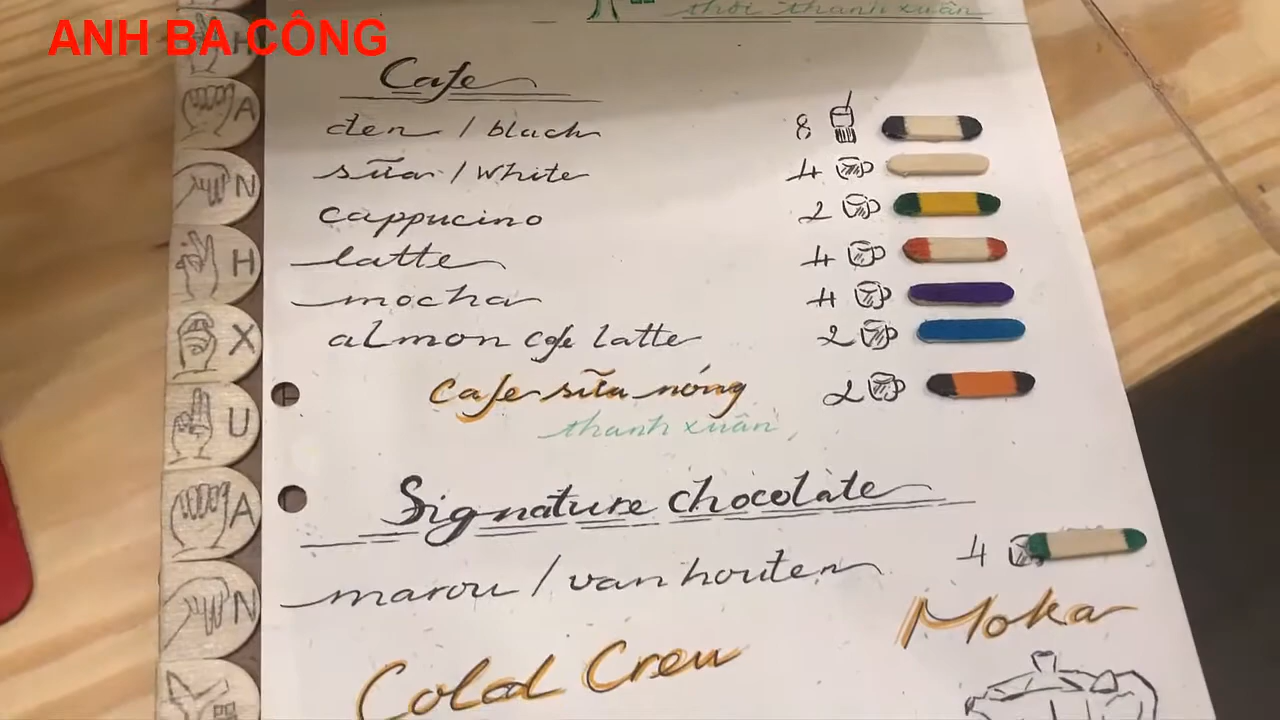 ANH BA CÔNG
thời thanh xuân
Cafe
đen / black 8
sữa / white 4
cappucino 2
latte 4
mocha 4
almon cafe latte 2
Cafe sữa nóng 2
thanh xuân
Signature chocolate
marou / van houten 4
Moka
Cold Crew
H
A
N
H
X
U
A
N